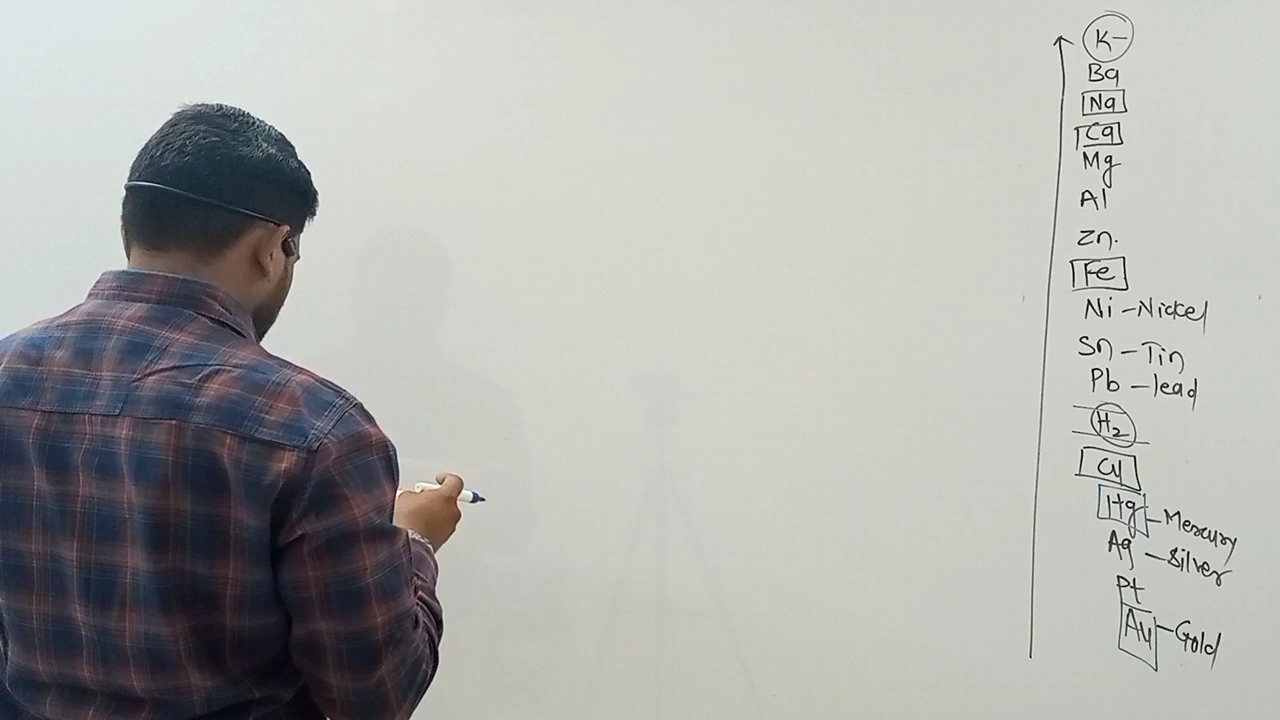 K
Ba
Na
Ca
Mg
Al
Zn.
Fe
Ni - Nickel
Sn - Tin
Pb - lead
H2
Cu
Hg - Mercury
Ag - Silver
Pt
Au - Gold